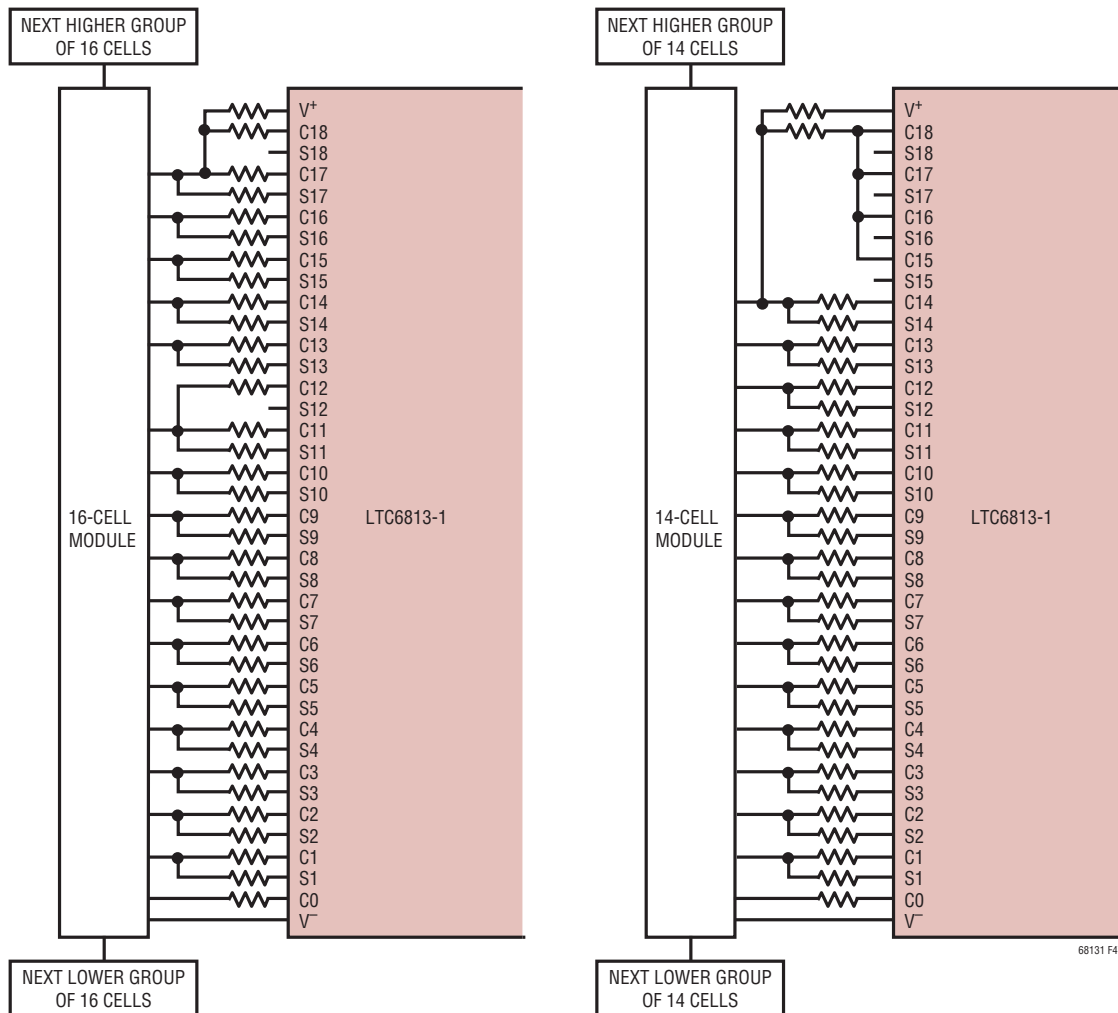 NEXT HIGHER GROUP
OF 16 CELLS
V+
C18
S18
C17
S17
C16
S16
C15
S15
C14
S14
C13
S13
C12
S12
C11
S11
C10
S10
C9
S9
C8
S8
C7
S7
C6
S6
C5
S5
C4
S4
C3
S3
C2
S2
C1
S1
C0
V–
16-CELL
MODULE
LTC6813-1
NEXT LOWER GROUP
OF 16 CELLS
NEXT HIGHER GROUP
OF 14 CELLS
V+
C18
S18
C17
S17
C16
S16
C15
S15
C14
S14
C13
S13
C12
S12
C11
S11
C10
S10
C9
S9
C8
S8
C7
S7
C6
S6
C5
S5
C4
S4
C3
S3
C2
S2
C1
S1
C0
V–
14-CELL
MODULE
LTC6813-1
68131 F4
NEXT LOWER GROUP
OF 14 CELLS